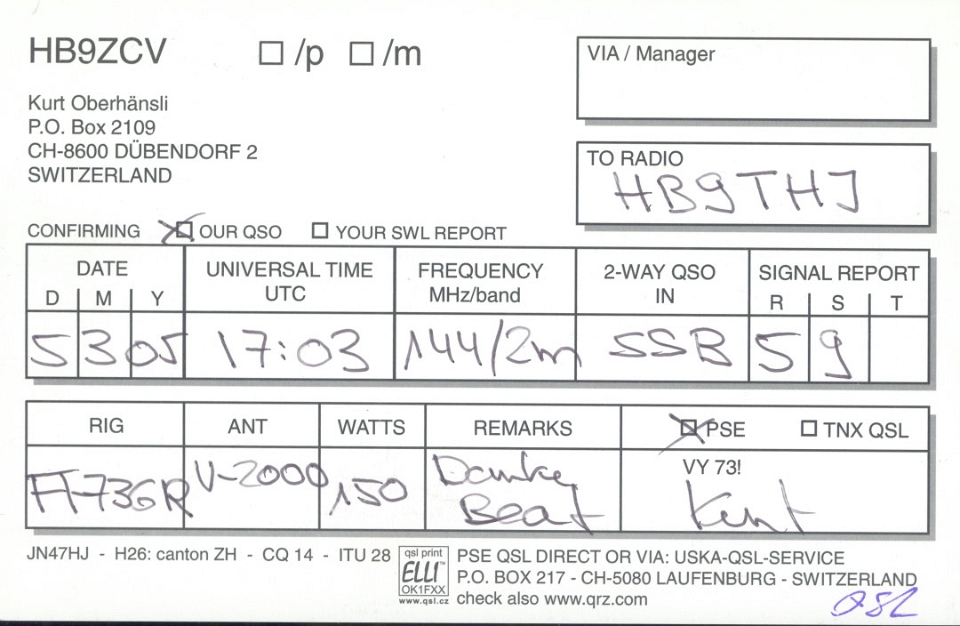 HB9ZCV □/p □/m
Kurt Oberhänsli
P.O. Box 2109
CH-8600 DÜBENDORF 2
SWITZERLAND
VIA / Manager
TO RADIO
HB9THJ
CONFIRMING ☒ OUR QSO □ YOUR SWL REPORT
DATE UNIVERSAL TIME FREQUENCY 2-WAY QSO SIGNAL REPORT
D M Y UTC MHz/band IN R S T
5 3 05 17:03 144/2m SSB 5 9
RIG ANT WATTS REMARKS ☒ PSE □ TNX QSL
VY 73!
FT-736R V-2000 150 Danke
Beat Kurt
JN47HJ - H26: canton ZH - CQ 14 - ITU 28
qsl print
ELLI™
OK1FXX
www.qsl.cz
PSE QSL DIRECT OR VIA: USKA-QSL-SERVICE
P.O. BOX 217 - CH-5080 LAUFENBURG - SWITZERLAND
check also www.qrz.com
QSL